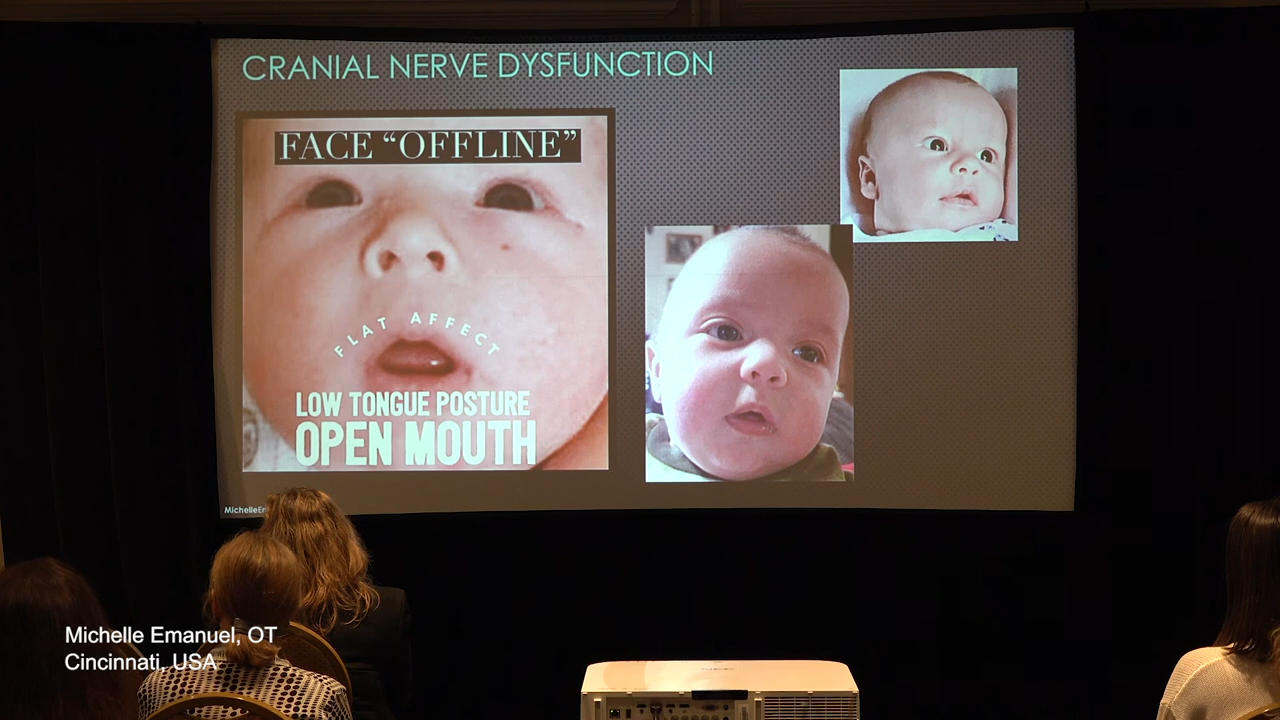 CRANIAL NERVE DYSFUNCTION
FACE “OFFLINE”
FLAT AFFECT
LOW TONGUE POSTURE
OPEN MOUTH
Michelle Emanuel, OT
Cincinnati, USA